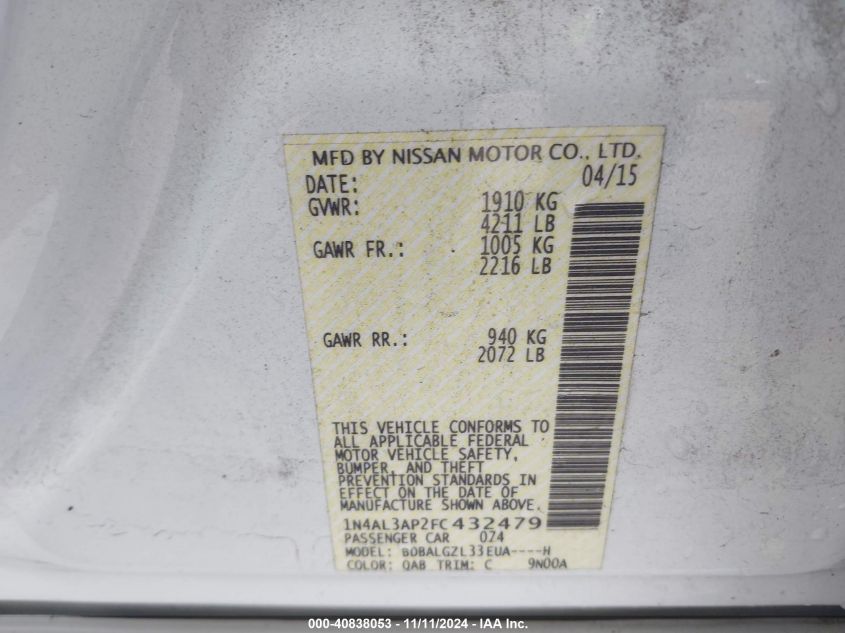 MFD BY NISSAN MOTOR CO., LTD.
DATE: 04/15
GVWR: 1910 KG
4211 LB
GAWR FR.: 1005 KG
2216 LB
GAWR RR.: 940 KG
2072 LB
THIS VEHICLE CONFORMS TO
ALL APPLICABLE FEDERAL
MOTOR VEHICLE SAFETY,
BUMPER, AND THEFT
PREVENTION STANDARDS IN
EFFECT ON THE DATE OF
MANUFACTURE SHOWN ABOVE.
1N4AL3AP2FC432479
PASSENGER CAR 074
MODEL: BDBALGZL33EUA----H
COLOR: QAB TRIM: C 9N00A
000-40838053 - 11/11/2024 - IAA Inc.